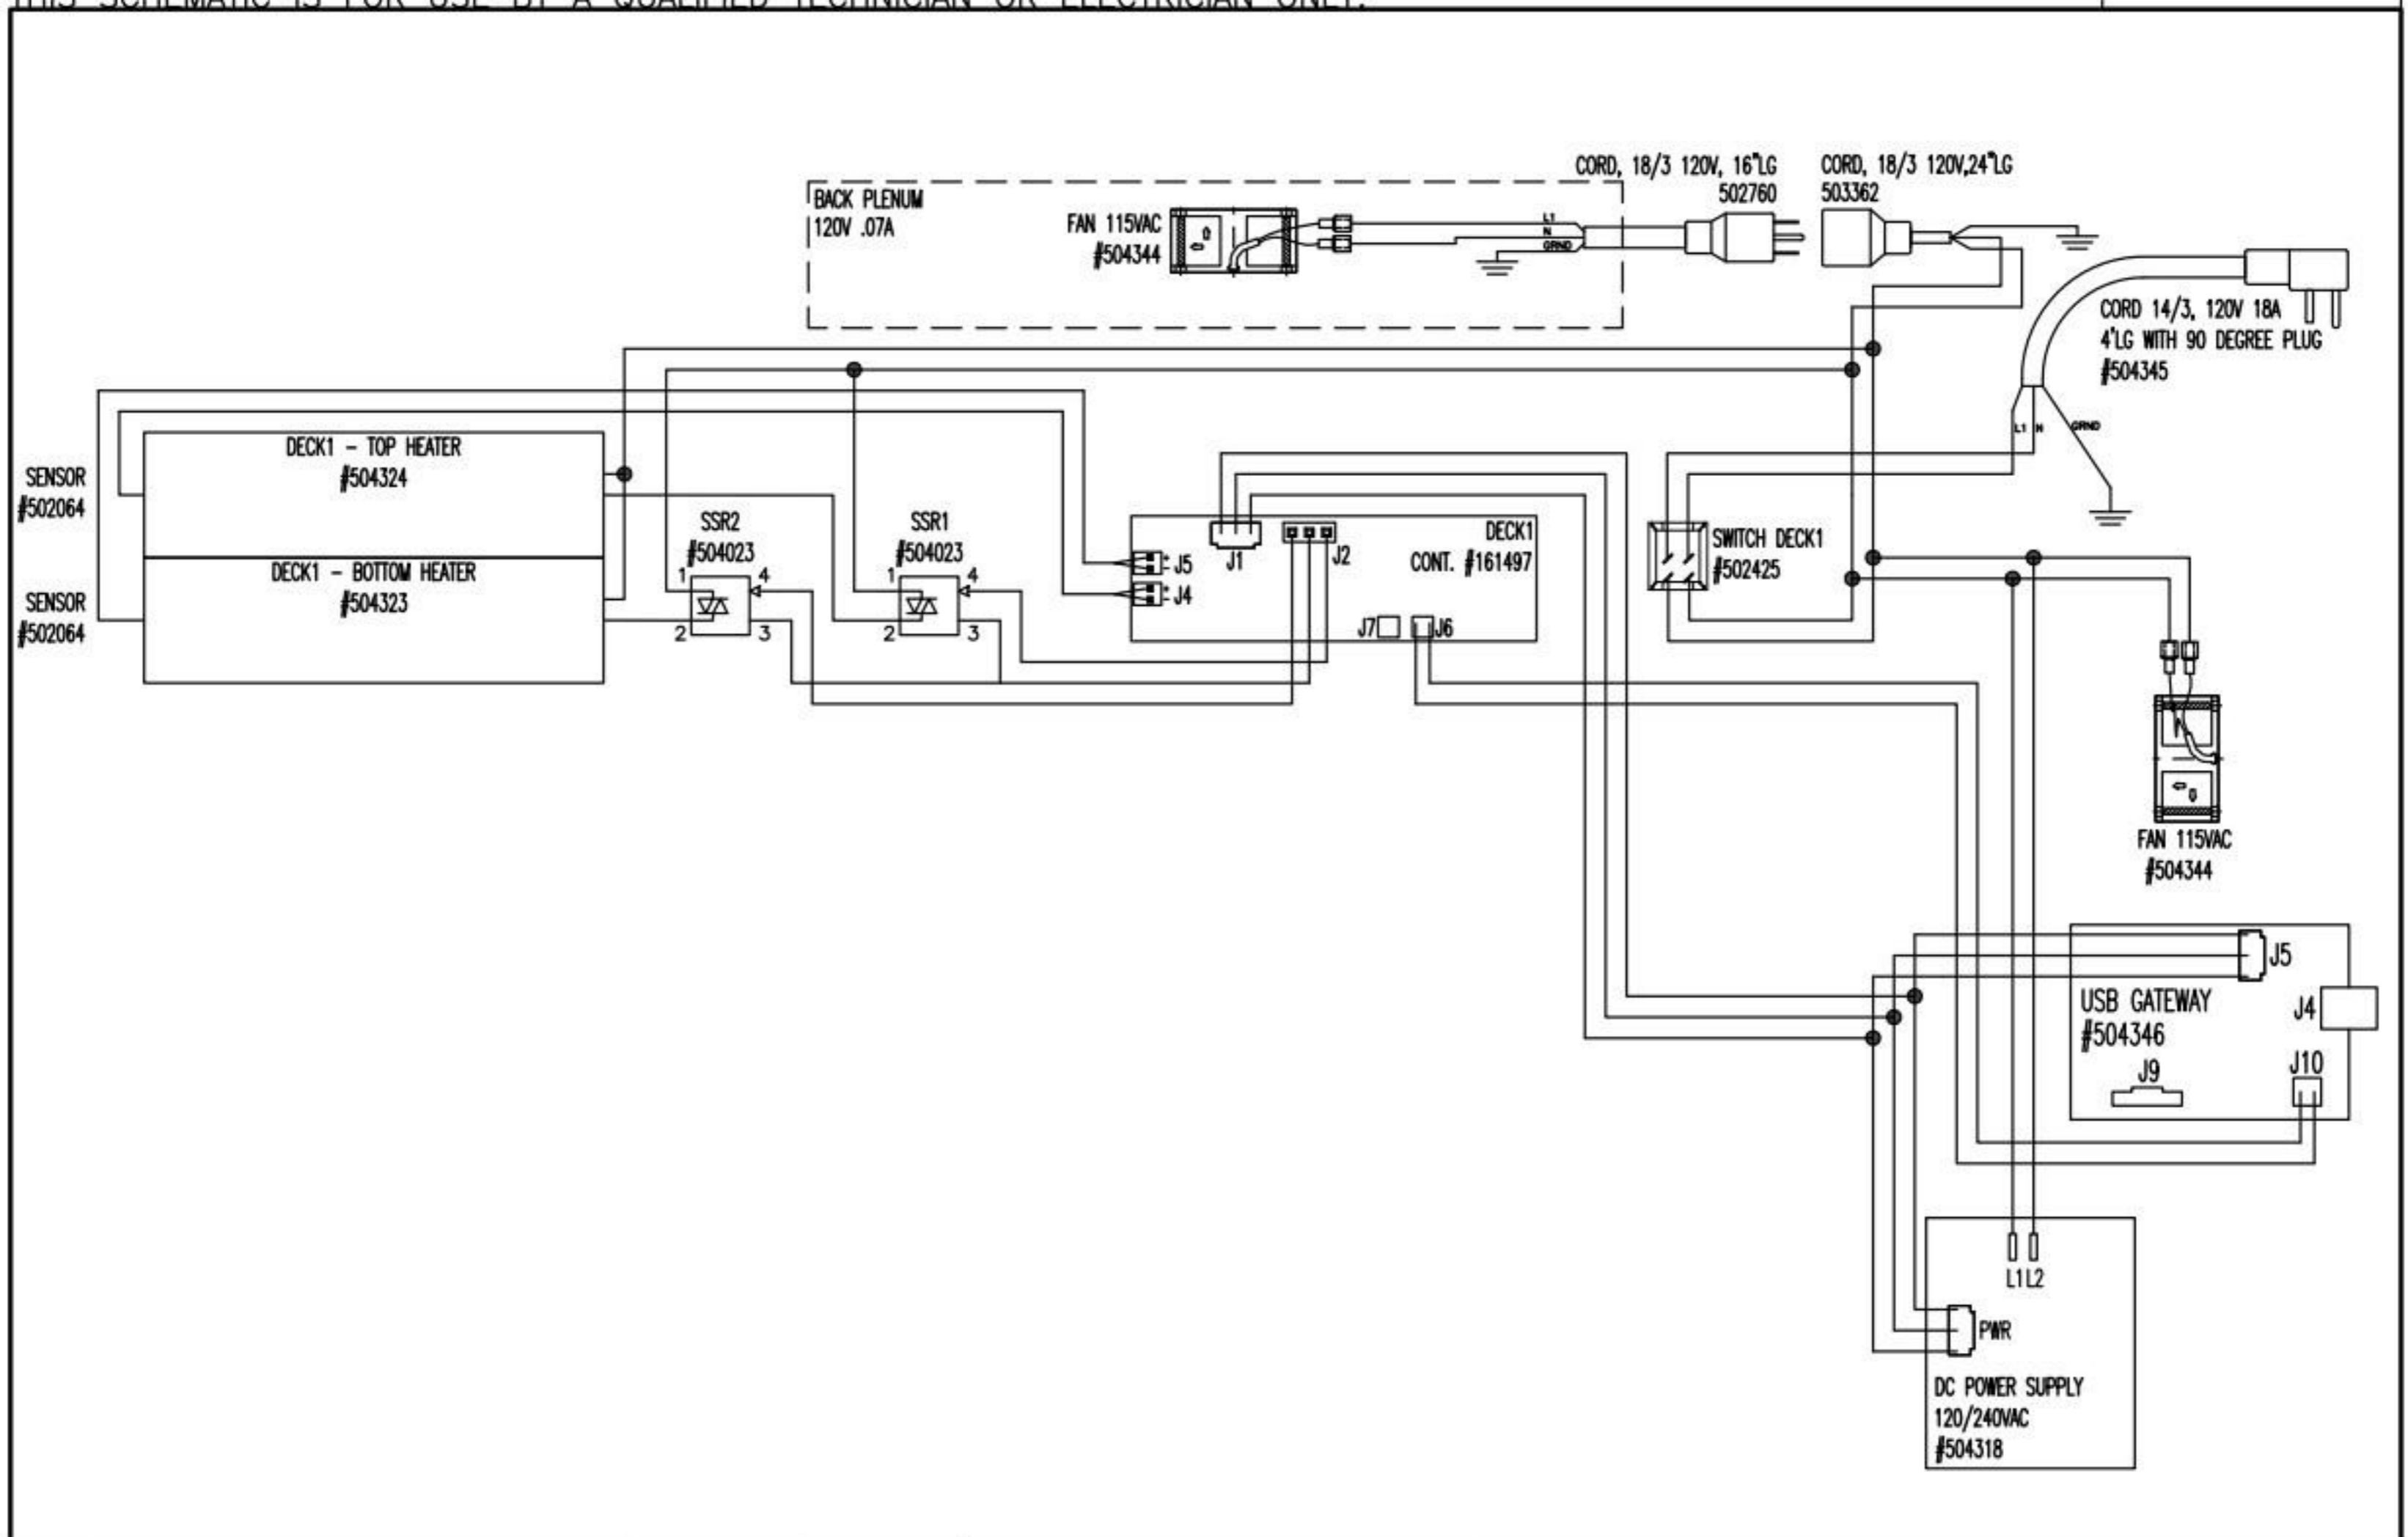 THIS SCHEMATIC IS FOR USE BY A QUALIFIED TECHNICIAN OR ELECTRICIAN ONLY.
CORD, 18/3 120V, 16"LG
502760
CORD, 18/3 120V,24"LG
503362
BACK PLENUM
120V .07A
FAN 115VAC
#504344
L1
N
GRND
CORD 14/3, 120V 18A
4'LG WITH 90 DEGREE PLUG
#504345
L1 N GRND
DECK1 - TOP HEATER
#504324
SENSOR
#502064
DECK1 - BOTTOM HEATER
#504323
SENSOR
#502064
SSR2
#504023
1 4
2 3
SSR1
#504023
1 4
2 3
DECK1
CONT. #161497
J1
J2
+
- J5
+
- J4
J7
J6
SWITCH DECK1
#502425
FAN 115VAC
#504344
J5
USB GATEWAY
#504346
J4
J9
J10
L1 L2
PWR
DC POWER SUPPLY
120/240VAC
#504318